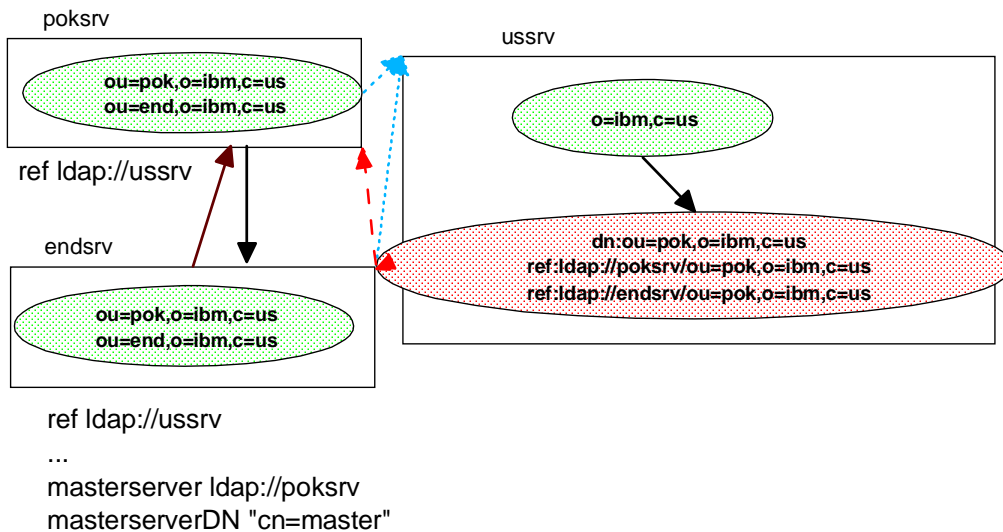 poksrv
ou=pok,o=ibm,c=us
ou=end,o=ibm,c=us
ref ldap://ussrv
endsrv
ou=pok,o=ibm,c=us
ou=end,o=ibm,c=us
ref ldap://ussrv
...
masterserver ldap://poksrv
masterserverDN "cn=master"
ussrv
o=ibm,c=us
dn:ou=pok,o=ibm,c=us
ref:ldap://poksrv/ou=pok,o=ibm,c=us
ref:ldap://endsrv/ou=pok,o=ibm,c=us